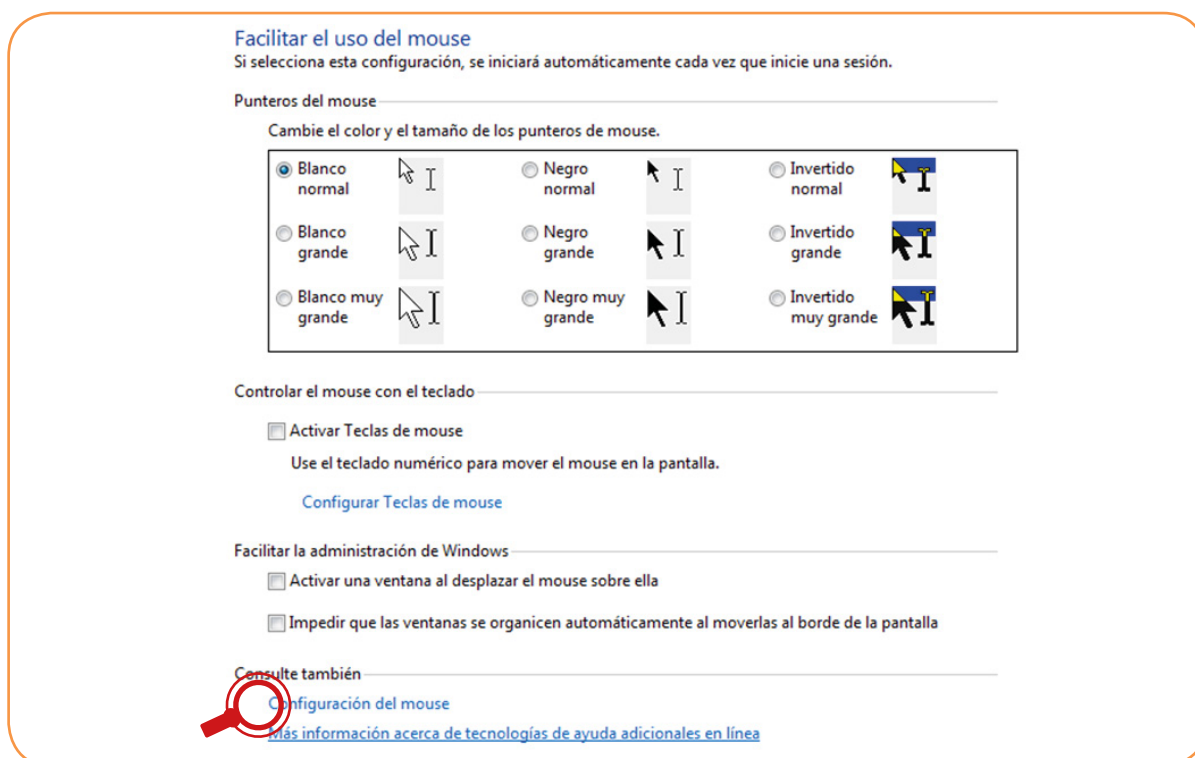 Facilitar el uso del mouse
Si selecciona esta configuración, se iniciará automáticamente cada vez que inicie una sesión.
Punteros del mouse
Cambie el color y el tamaño de los punteros de mouse.
Blanco normal
Negro normal
Invertido normal
Blanco grande
Negro grande
Invertido grande
Blanco muy grande
Negro muy grande
Invertido muy grande
Controlar el mouse con el teclado
Activar Teclas de mouse
Use el teclado numérico para mover el mouse en la pantalla.
Configurar Teclas de mouse
Facilitar la administración de Windows
Activar una ventana al desplazar el mouse sobre ella
Impedir que las ventanas se organicen automáticamente al moverlas al borde de la pantalla
Consulte también
Configuración del mouse
Más información acerca de tecnologías de ayuda adicionales en línea